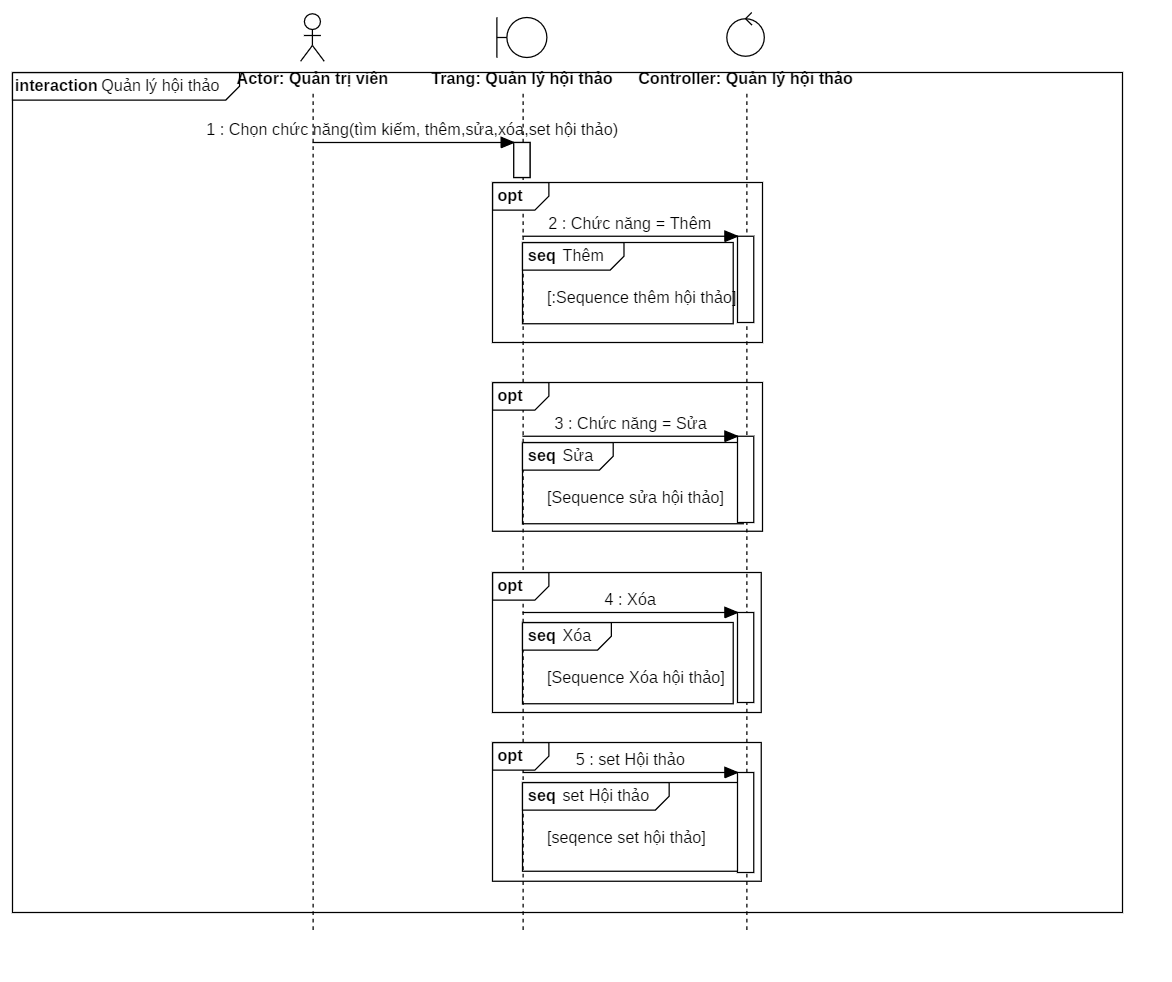 Actor: Quản trị viên
Trang: Quản lý hội thảo
Controller: Quản lý hội thảo
interaction Quản lý hội thảo
1 : Chọn chức năng(tìm kiếm, thêm,sửa,xóa,set hội thảo)
opt
2 : Chức năng = Thêm
seq Thêm
[:Sequence thêm hội thảo]
opt
3 : Chức năng = Sửa
seq Sửa
[Sequence sửa hội thảo]
opt
4 : Xóa
seq Xóa
[Sequence Xóa hội thảo]
opt
5 : set Hội thảo
seq set Hội thảo
[seqence set hội thảo]